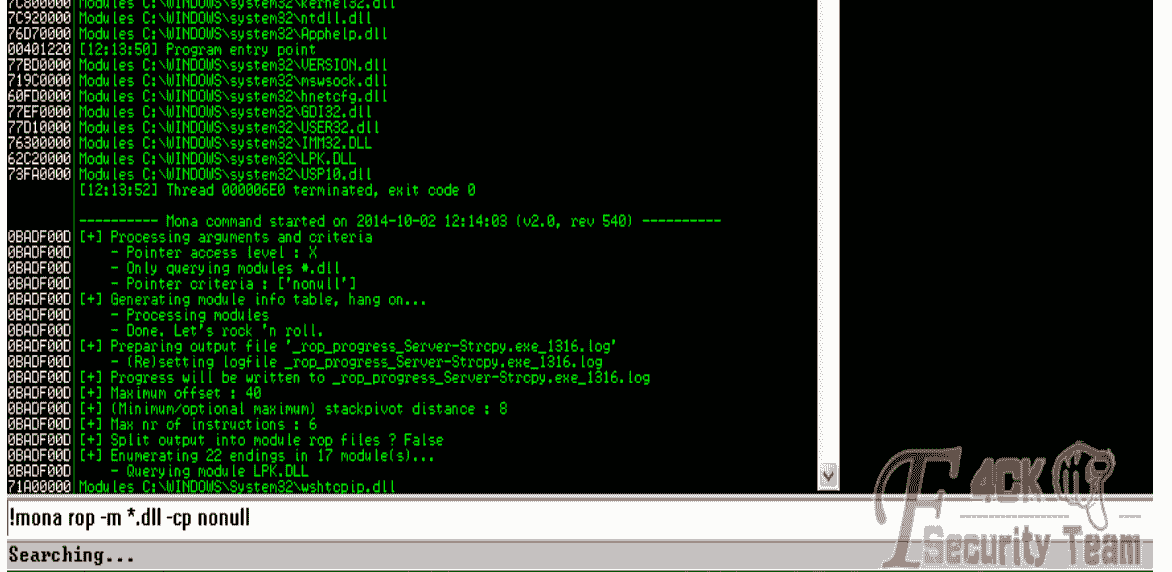 7C800000 Modules C:\WINDOWS\system32\kernel32.dll
7C920000 Modules C:\WINDOWS\system32\ntdll.dll
76D70000 Modules C:\WINDOWS\system32\Apphelp.dll
00401220 [12:13:50] Program entry point
77BD0000 Modules C:\WINDOWS\system32\VERSION.dll
719C0000 Modules C:\WINDOWS\system32\mswsock.dll
60FD0000 Modules C:\WINDOWS\system32\hnetcfg.dll
77EF0000 Modules C:\WINDOWS\system32\GDI32.dll
77D10000 Modules C:\WINDOWS\system32\USER32.dll
76300000 Modules C:\WINDOWS\system32\IMM32.DLL
62C20000 Modules C:\WINDOWS\system32\LPK.DLL
73FA0000 Modules C:\WINDOWS\system32\USP10.dll
[12:13:52] Thread 000006E0 terminated, exit code 0
---------- Mona command started on 2014-10-02 12:14:03 (v2.0, rev 540) ----------
0BADF00D [+] Processing arguments and criteria
0BADF00D - Pointer access level : X
0BADF00D - Only querying modules *.dll
0BADF00D - Pointer criteria : ['nonull']
0BADF00D [+] Generating module info table, hang on...
0BADF00D - Processing modules
0BADF00D - Done. Let's rock 'n roll.
0BADF00D [+] Preparing output file '_rop_progress_Server-Strcpy.exe_1316.log'
0BADF00D - (Re)setting logfile _rop_progress_Server-Strcpy.exe_1316.log
0BADF00D [+] Progress will be written to _rop_progress_Server-Strcpy.exe_1316.log
0BADF00D [+] Maximum offset : 40
0BADF00D [+] (Minimum/optional maximum) stackpivot distance : 8
0BADF00D [+] Max nr of instructions : 6
0BADF00D [+] Split output into module rop files ? False
0BADF00D [+] Enumerating 22 endings in 17 module(s)...
0BADF00D - Querying module LPK.DLL
71A00000 Modules C:\WINDOWS\System32\wshtcpip.dll
!mona rop -m *.dll -cp nonull
Searching...
F4CK
Security Team